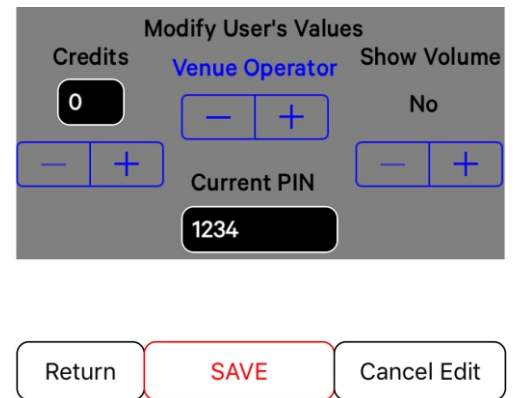 Modify User's Values
Credits
Venue Operator
Show Volume
0
No
Current PIN
1234
Return
SAVE
Cancel Edit